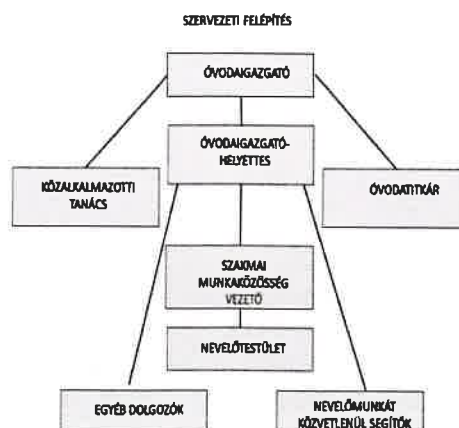 SZERVEZETI FELÉPÍTÉS
ÓVODAIGAZGATÓ
ÓVODAIGAZGATÓ-
HELYETTES
KÖZALKALMAZOTTI
TANÁCS
ÓVODATITKÁR
SZAKMAI
MUNKAKÖZÖSSÉG
VEZETŐ
NEVELŐTESTÜLET
EGYÉB DOLGOZÓK
NEVELŐMUNKÁT
KÖZVETLENÜL SEGÍTŐK